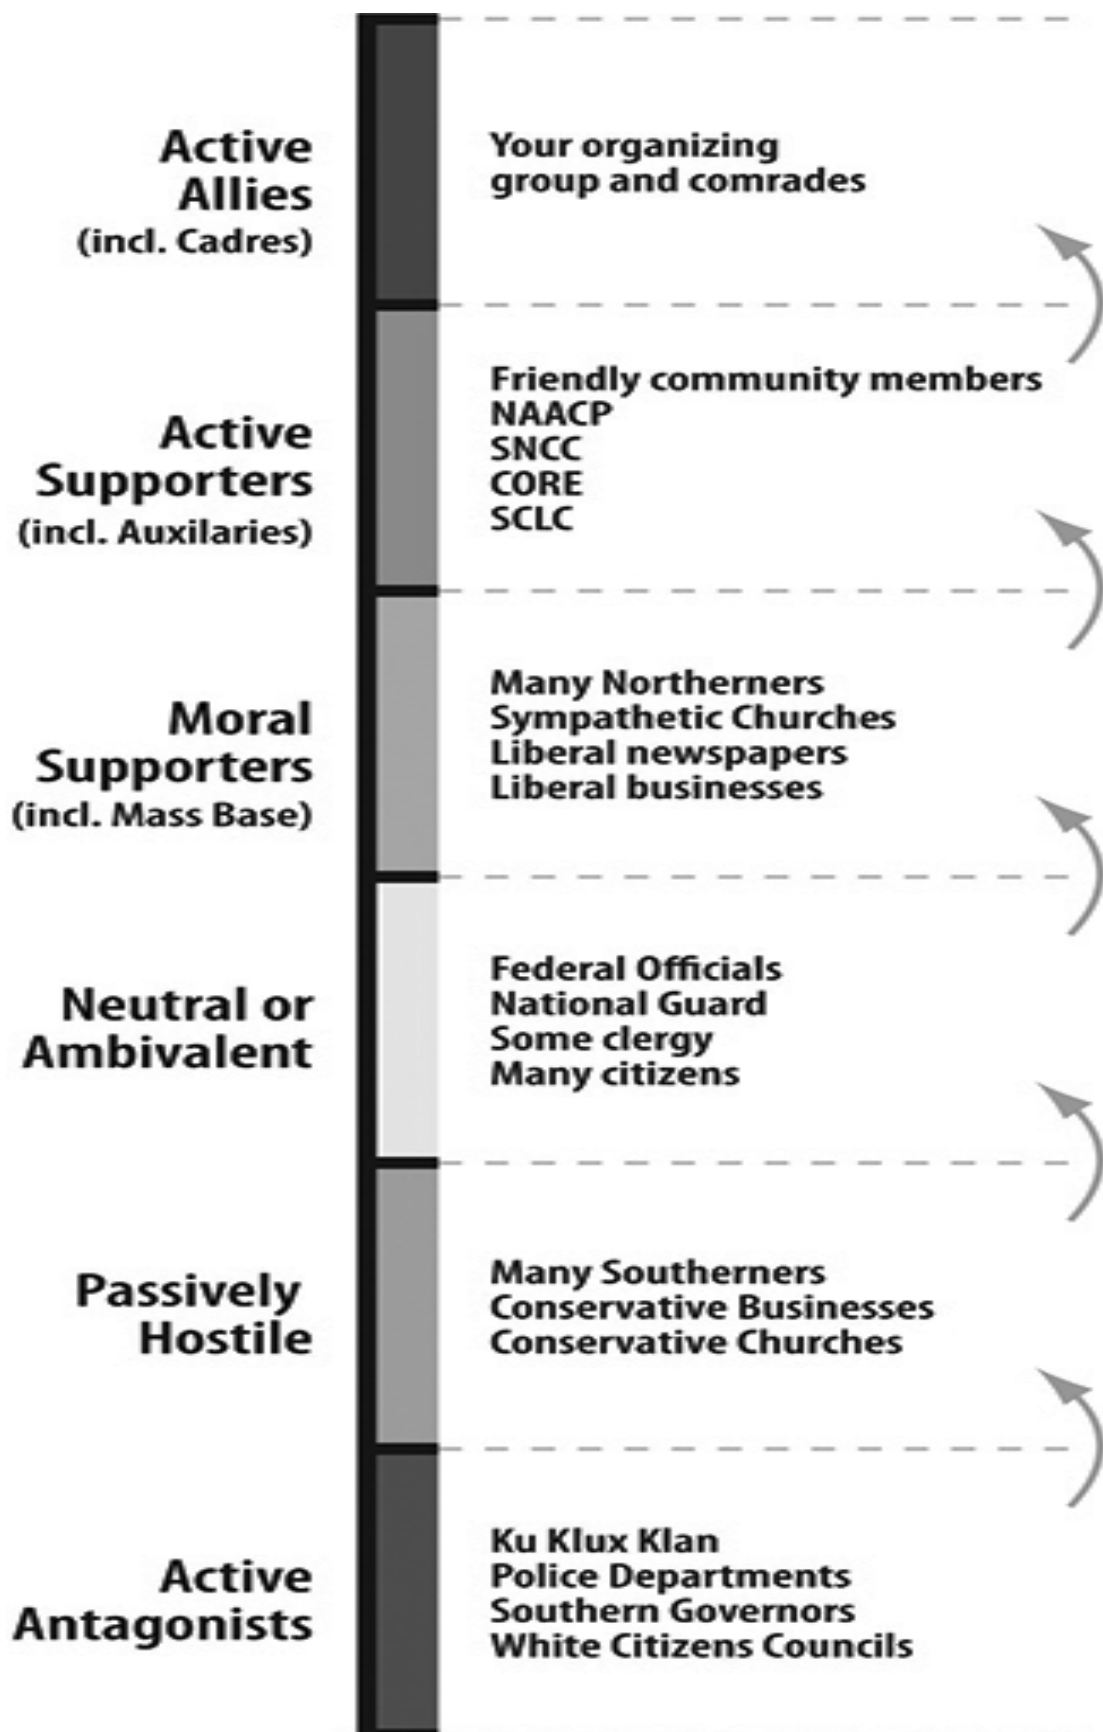 Active
Allies
(incl. Cadres)
Your organizing
group and comrades
Active
Supporters
(incl. Auxilaries)
Friendly community members
NAACP
SNCC
CORE
SCLC
Moral
Supporters
(incl. Mass Base)
Many Northerners
Sympathetic Churches
Liberal newspapers
Liberal businesses
Neutral or
Ambivalent
Federal Officials
National Guard
Some clergy
Many citizens
Passively
Hostile
Many Southerners
Conservative Businesses
Conservative Churches
Active
Antagonists
Ku Klux Klan
Police Departments
Southern Governors
White Citizens Councils